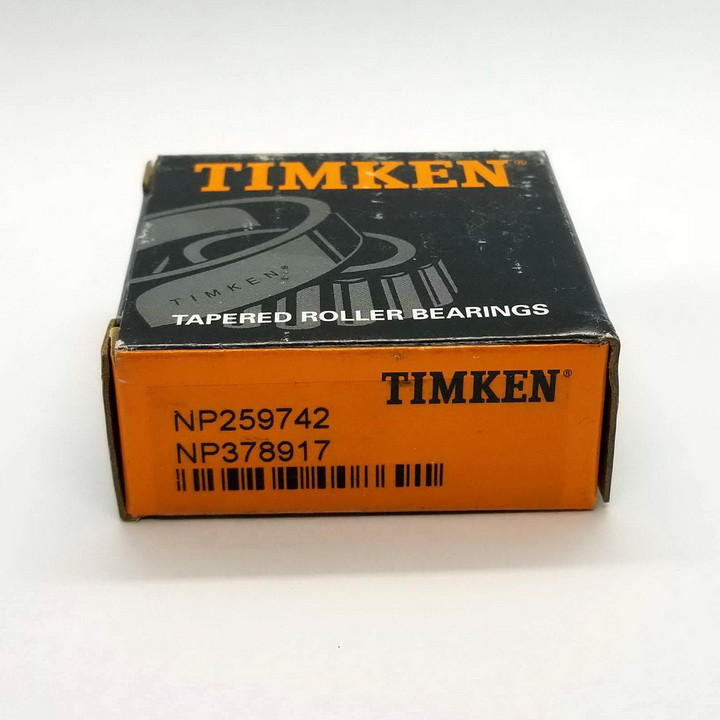 TIMKEN®
TIMKEN
TAPERED ROLLER BEARINGS
TIMKEN®
NP259742
NP378917